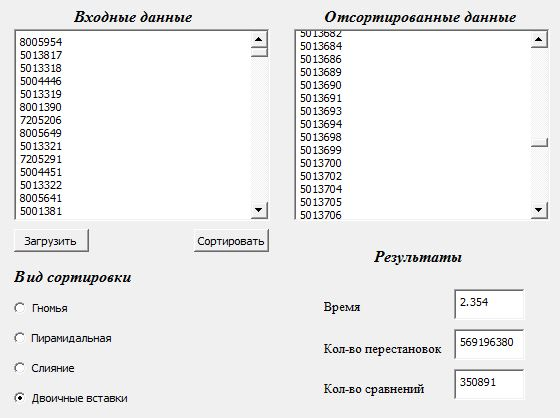 Входные данные
8005954
5013817
5013318
5004446
5013319
8001390
7205206
8005649
5013321
7205291
5004451
5013322
8005641
5001381
Загрузить
Сортировать
Вид сортировки
Гномья
Пирамидальная
Слияние
Двоичные вставки
Отсортированные данные
5013682
5013684
5013686
5013689
5013690
5013691
5013693
5013694
5013698
5013699
5013700
5013702
5013704
5013705
5013706
Результаты
Время
2.354
Кол-во перестановок
569196380
Кол-во сравнений
350891